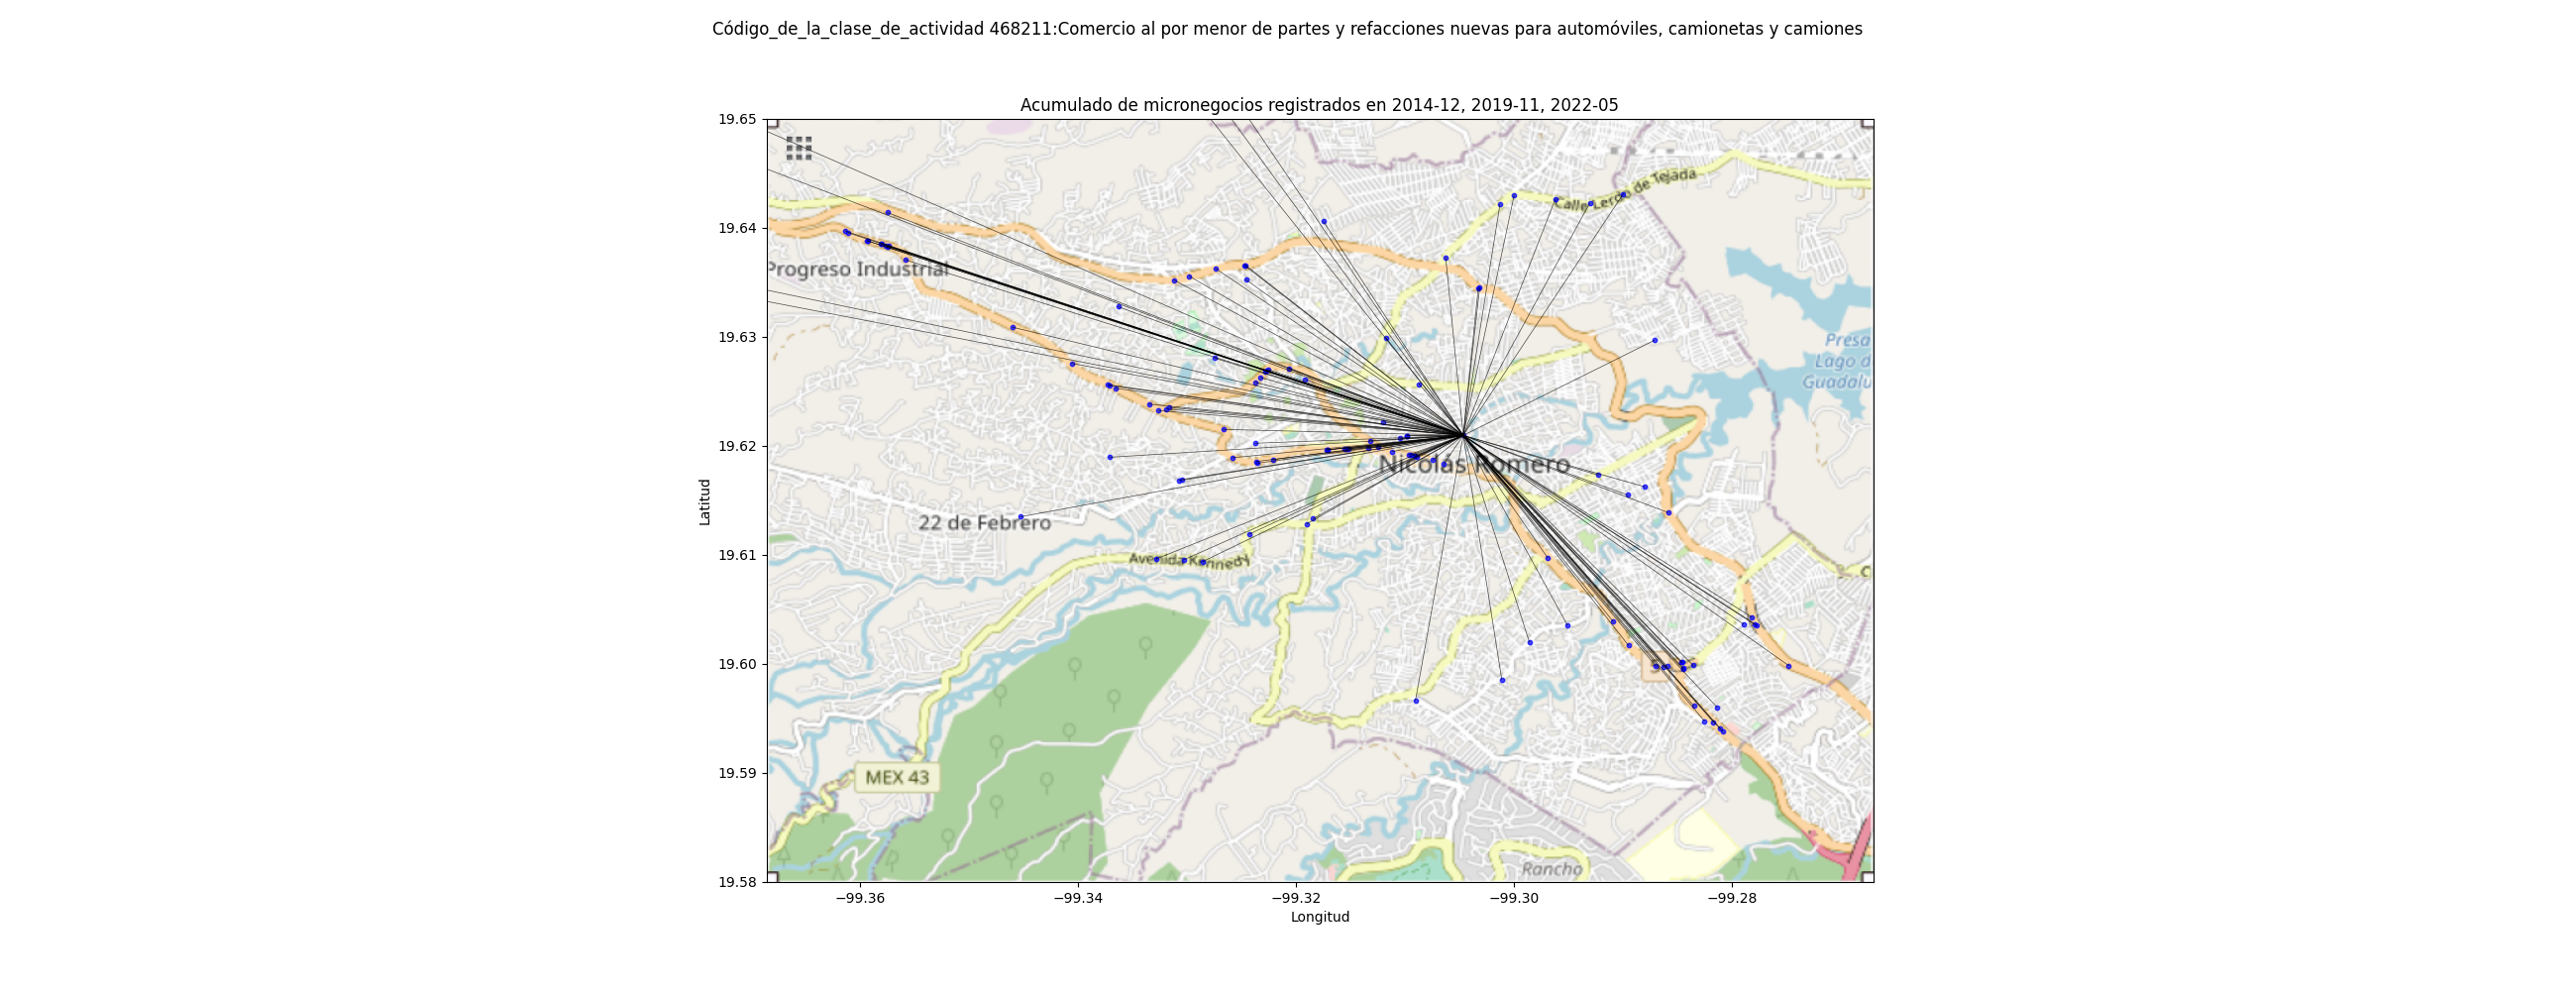 Código_de_la_clase_de_actividad 468211:Comercio al por menor de partes y refacciones nuevas para automóviles, camionetas y camiones
Acumulado de micronegocios registrados en 2014-12, 2019-11, 2022-05
19.65
19.64
19.63
19.62
19.61
19.60
19.59
19.58
Latitud
Calle Lerdo de Tejada
Progreso Industrial
Presa
Lago d
Guadalu
Nicolás Romero
22 de Febrero
Avenida Kennedy
C
MEX 43
Rancho
−99.36
−99.34
−99.32
−99.30
−99.28
Longitud